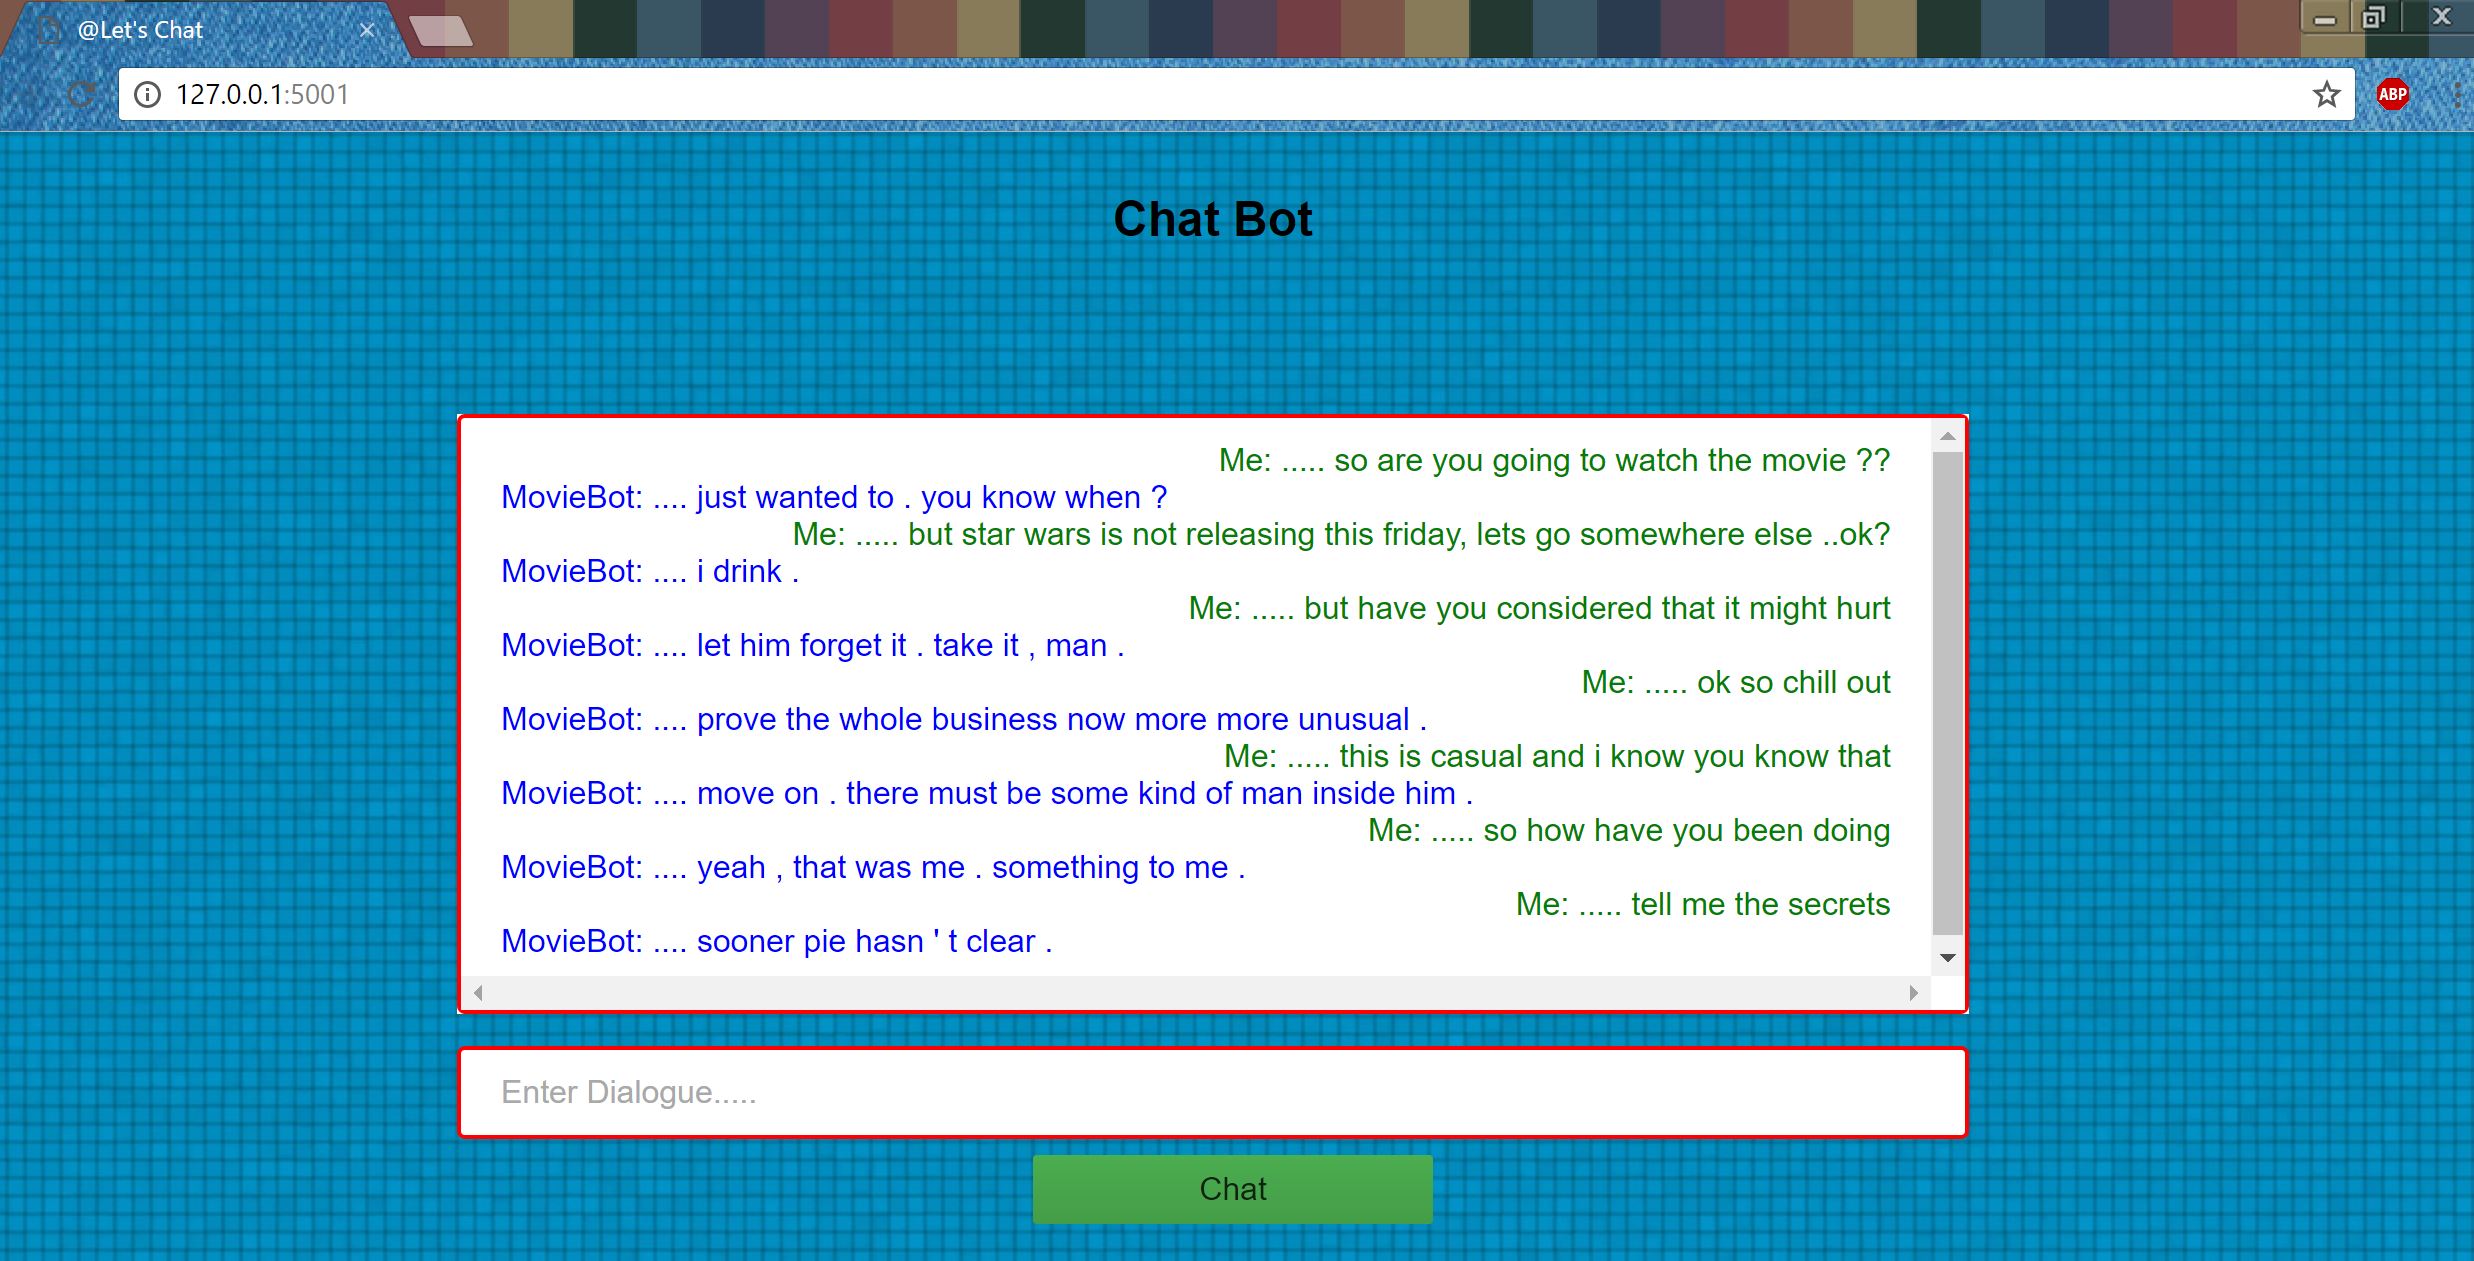 @Let's Chat
127.0.0.1:5001
ABP
Chat Bot
Me: ..... so are you going to watch the movie ??
MovieBot: .... just wanted to . you know when ?
Me: ..... but star wars is not releasing this friday, lets go somewhere else ..ok?
MovieBot: .... i drink .
Me: ..... but have you considered that it might hurt
MovieBot: .... let him forget it . take it , man .
Me: ..... ok so chill out
MovieBot: .... prove the whole business now more more unusual .
Me: ..... this is casual and i know you know that
MovieBot: .... move on . there must be some kind of man inside him .
Me: ..... so how have you been doing
MovieBot: .... yeah , that was me . something to me .
Me: ..... tell me the secrets
MovieBot: .... sooner pie hasn ' t clear .
Enter Dialogue.....
Chat